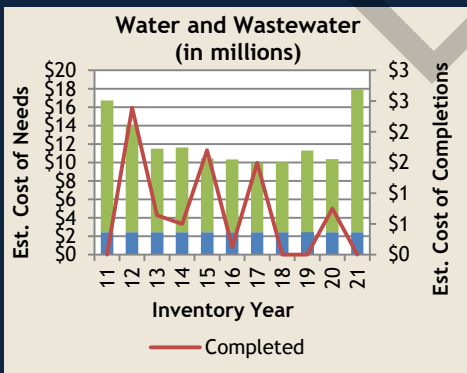 Water and Wastewater
(in millions)
Est. Cost of Needs
$20
$18
$16
$14
$12
$10
$8
$6
$4
$2
$0
$3
$3
$2
$2
$1
$1
$0
Est. Cost of Completions
11 12 13 14 15 16 17 18 19 20 21
Inventory Year
Completed